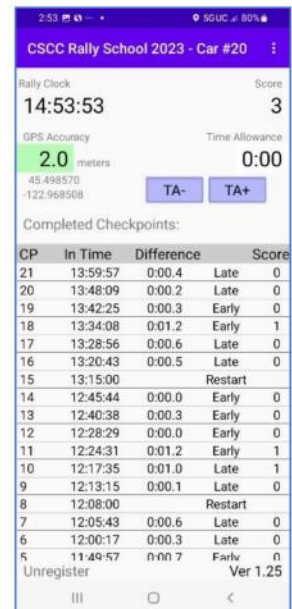 2:53
5GUC 80%
CSCC Rally School 2023 - Car #20
Rally Clock Score
14:53:53 3
GPS Accuracy Time Allowance
2.0 meters 0:00
45.498570
-122.968508
TA- TA+
Completed Checkpoints:
CP In Time Difference Score
21 13:59:57 0:00.4 Late 0
20 13:48:09 0:00.2 Late 0
19 13:42:25 0:00.3 Early 0
18 13:34:08 0:01.2 Early 1
17 13:28:56 0:00.6 Late 0
16 13:20:43 0:00.5 Late 0
15 13:15:00 Restart
14 12:45:44 0:00.0 Early 0
13 12:40:38 0:00.3 Early 0
12 12:28:29 0:00.0 Early 0
11 12:24:31 0:01.2 Early 1
10 12:17:35 0:01.0 Late 1
9 12:13:15 0:00.1 Late 0
8 12:08:00 Restart
7 12:05:43 0:00.6 Late 0
6 12:00:17 0:00.3 Late 0
5 11:49:57 0:00.7 Early 0
Unregister Ver 1.25